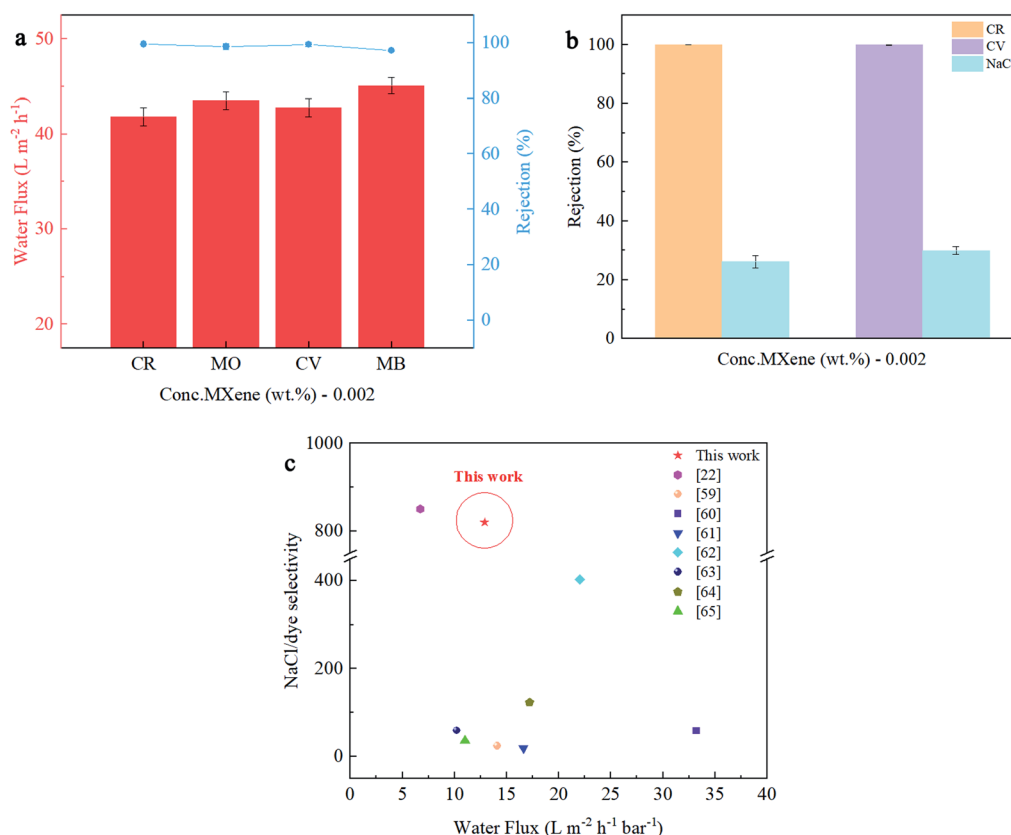 a
50
40
30
20
Water Flux (L m⁻² h⁻¹)
100
80
60
40
20
0
Rejection (%)
CR MO CV MB
Conc.MXene (wt.%) - 0.002
b
100
80
60
40
20
0
Rejection (%)
CR
CV
NaC
Conc.MXene (wt.%) - 0.002
c
1000
800
400
200
0
NaCl/dye selectivity
This work
This work
[22]
[59]
[60]
[61]
[62]
[63]
[64]
[65]
0 5 10 15 20 25 30 35 40
Water Flux (L m⁻² h⁻¹ bar⁻¹)